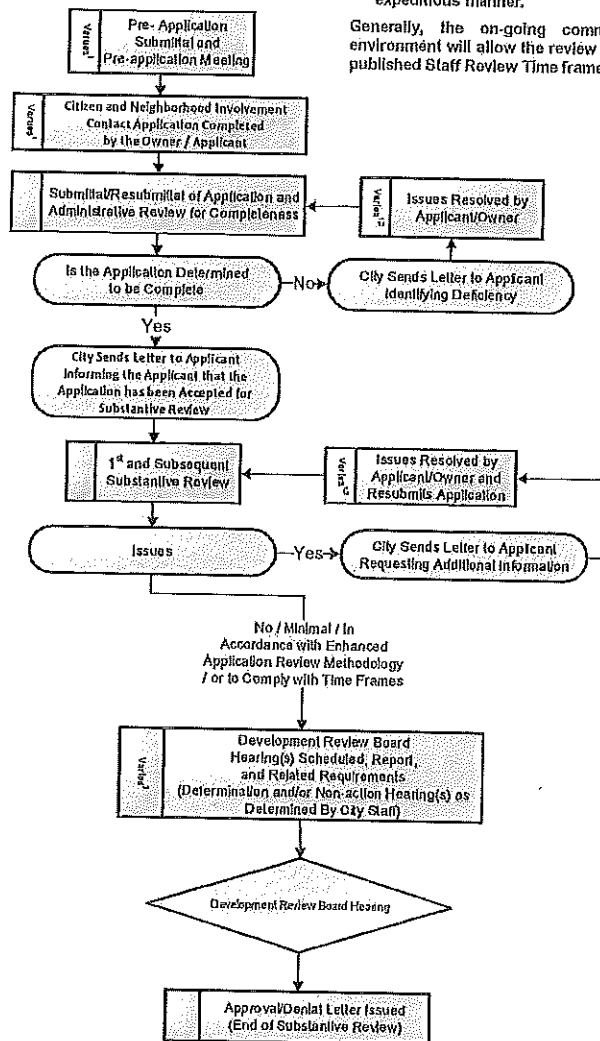 expeditious manner.
Generally, the on-going comm
environment will allow the review
published Staff Review Time frame
Varies¹
Pre- Application
Submittal and
Pre-application Meeting
Varies¹
Citizen and Neighborhood Involvement
Contact Application Completed
by the Owner / Applicant
Submittal/Resubmittal of Application and
Administrative Review for Completeness
Varies¹²
Issues Resolved by
Applicant/Owner
Is the Application Determined
to be Complete
No
City Sends Letter to Applicant
Identifying Deficiency
Yes
City Sends Letter to Applicant
Informing the Applicant that the
Application has been Accepted for
Substantive Review
1st and Subsequent
Substantive Review
Varies
Issues Resolved by
Applicant/Owner and
Resubmits Application
Issues
Yes
City Sends Letter to Applicant
Requesting Additional Information
No / Minimal / In
Accordance with Enhanced
Application Review Methodology
/ or to Comply with Time Frames
Varies
Development Review Board
Hearing(s) Scheduled, Report,
and Related Requirements
(Determination and/or Non-action Hearing(s) as
Determined By City Staff)
Development Review Board Hearing
Approval/Denial Letter Issued
(End of Substantive Review)